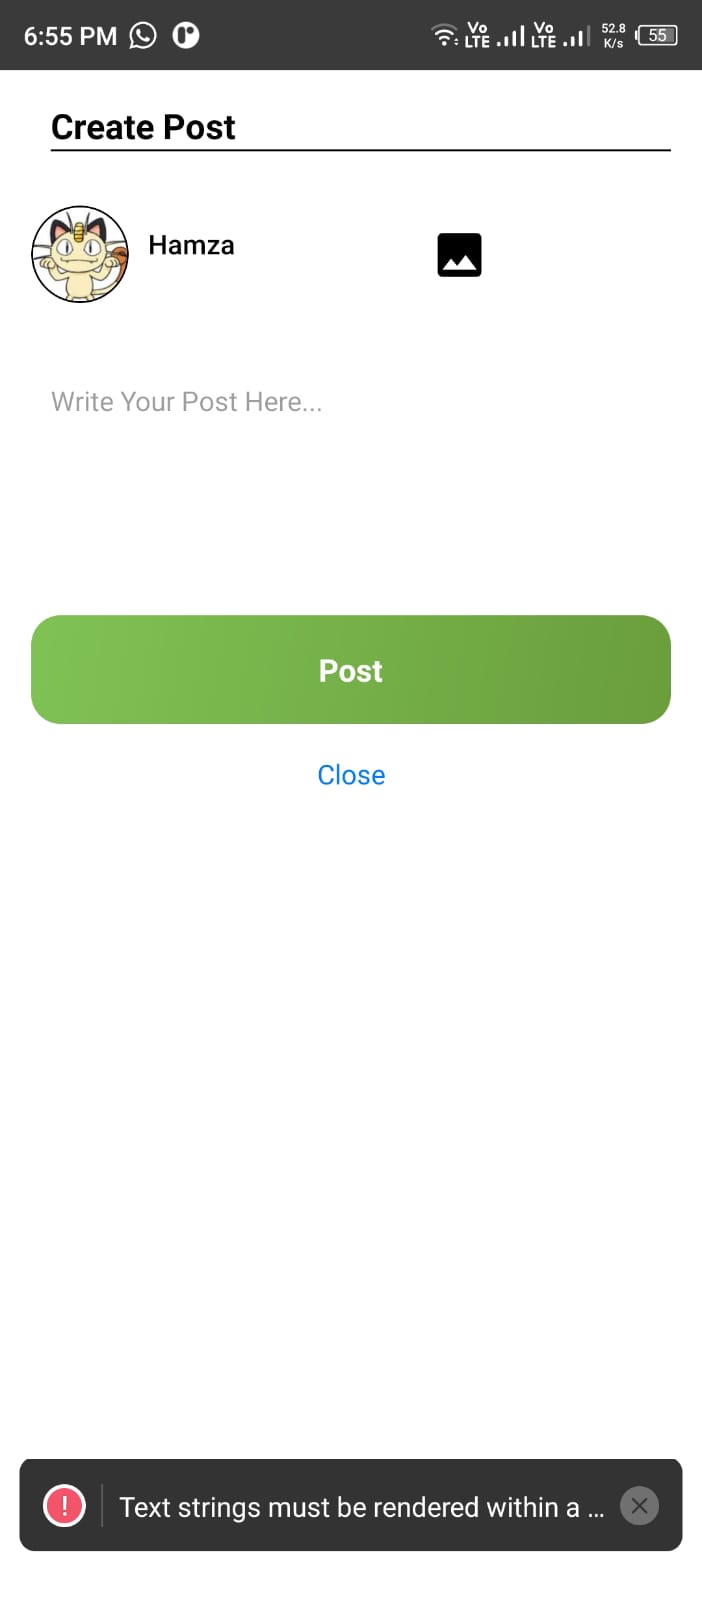 6:55 PM
Vo LTE Vo LTE 52.8 K/s 55
Create Post
Hamza
Write Your Post Here...
Post
Close
! Text strings must be rendered within a ...